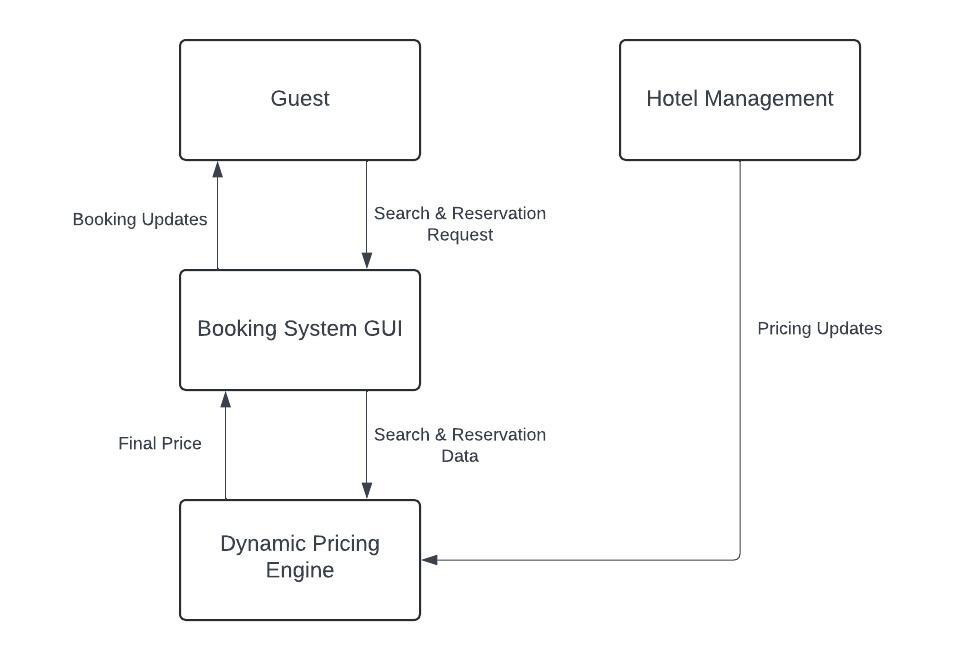 Guest
Hotel Management
Booking Updates
Search & Reservation
Request
Booking System GUI
Pricing Updates
Final Price
Search & Reservation
Data
Dynamic Pricing
Engine